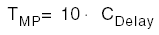 T_MP= 10· C_Delay